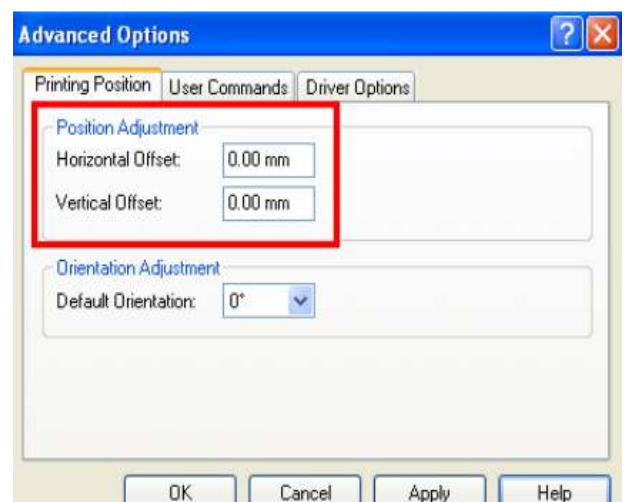 Advanced Options
?
Printing Position User Commands Driver Options
Position Adjustment
Horizontal Offset: 0.00 mm
Vertical Offset: 0.00 mm
Orientation Adjustment
Default Orientation: 0°
OK Cancel Apply Help